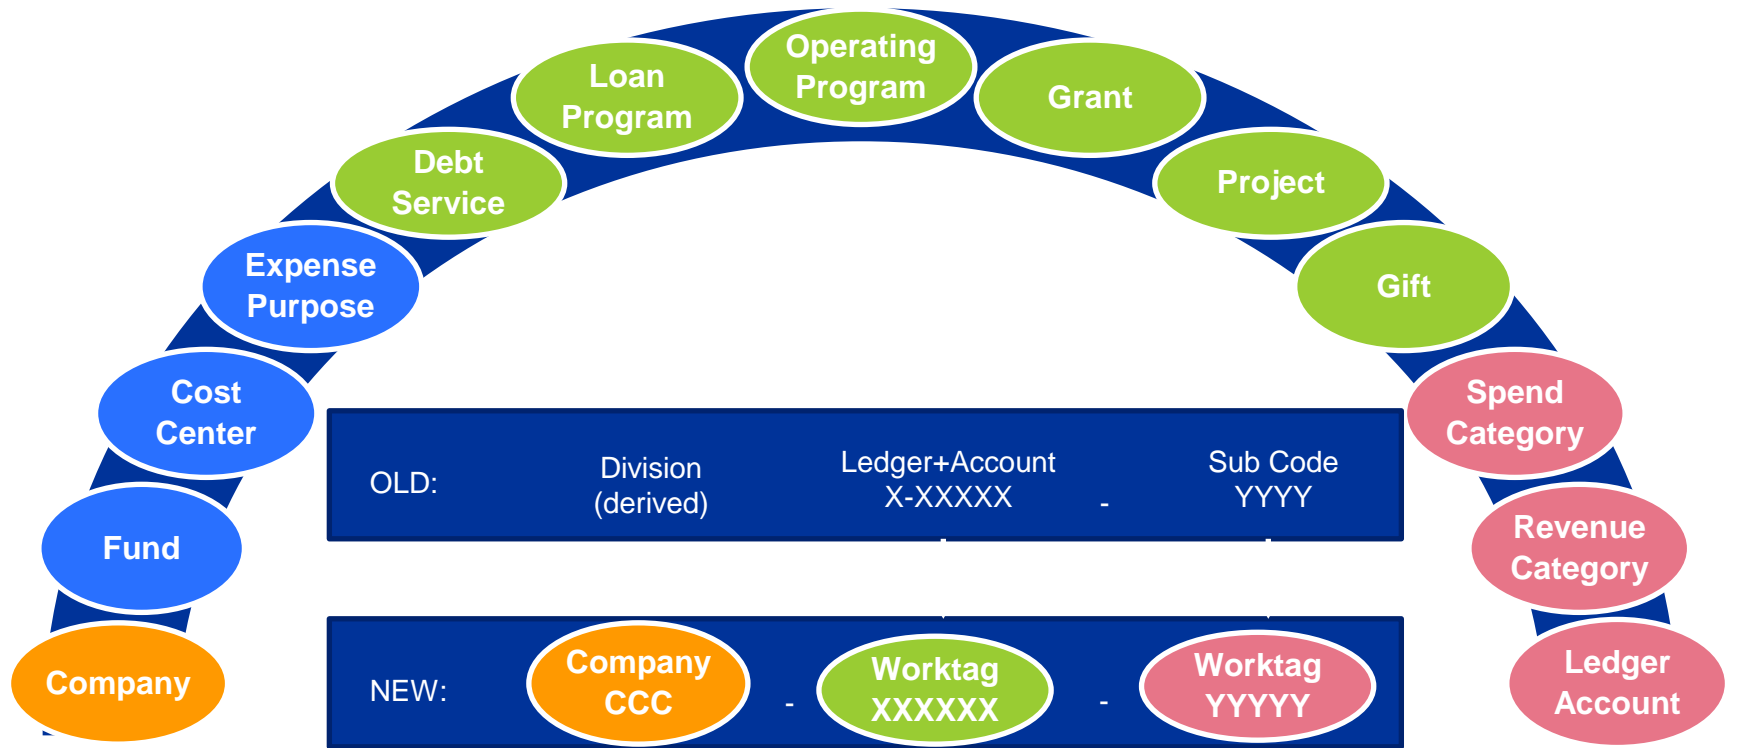 Operating
Program
Loan
Program
Grant
Debt
Service
Project
Expense
Purpose
Gift
Cost
Center
Spend
Category
Fund
Revenue
Category
Company
Ledger
Account
OLD:
Division
(derived)
Ledger+Account
X-XXXXX
-
Sub Code
YYYY
NEW:
Company
CCC
-
Worktag
XXXXXX
-
Worktag
YYYYY